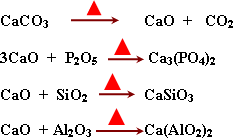 CaCO₃ → CaO + CO₂
3CaO + P₂O₅ → Ca₃(PO₄)₂
CaO + SiO₂ → CaSiO₃
CaO + Al₂O₃ → Ca(AlO₂)₂